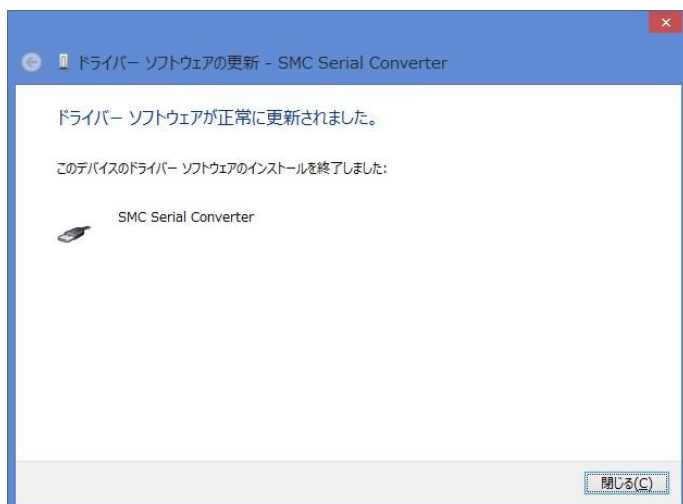 ドライバー ソフトウェアの更新 - SMC Serial Converter
ドライバー ソフトウェアが正常に更新されました。
このデバイスのドライバー ソフトウェアのインストールを終了しました:
SMC Serial Converter
閉じる(C)